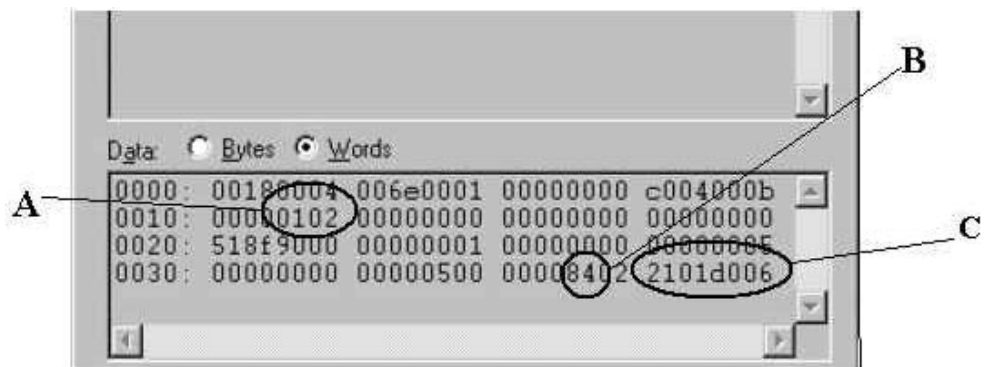 B
Data: Bytes Words
0000: 00180004 006e0001 00000000 c004000b
A
0010: 00000102 00000000 00000000 00000000
C
0020: 518f9000 00000001 00000000 00000005
0030: 00000000 00000500 00008402 2101d006